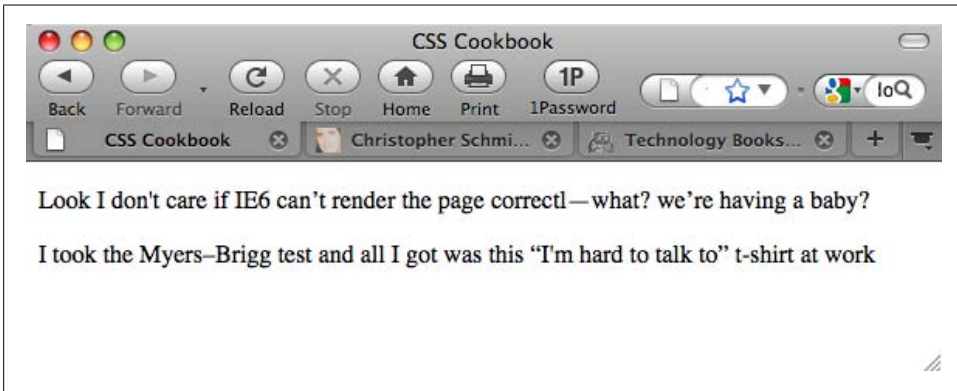 CSS Cookbook
1P
loQ
Back Forward Reload Stop Home Print 1Password
CSS Cookbook Christopher Schmi... Technology Books... +
Look I don't care if IE6 can’t render the page correctl—what? we’re having a baby?
I took the Myers–Brigg test and all I got was this “I'm hard to talk to” t-shirt at work